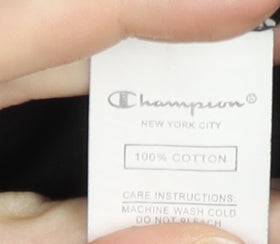 Champion®
NEW YORK CITY
100% COTTON
CARE INSTRUCTIONS:
MACHINE WASH COLD
DO NOT BLEACH